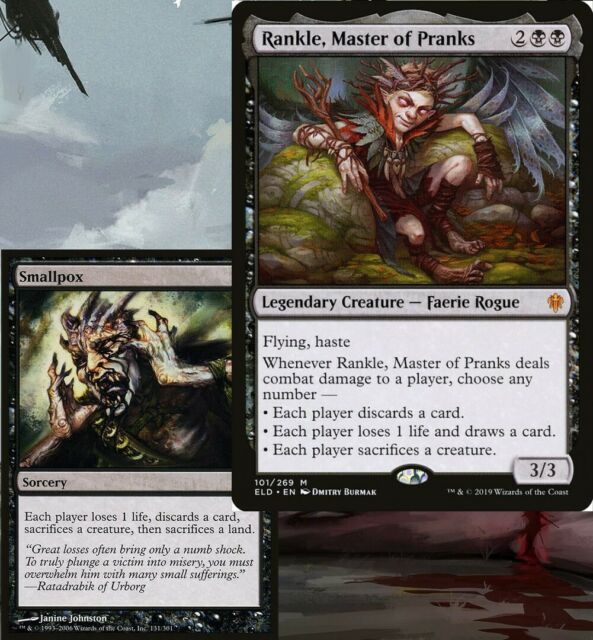 Rankle, Master of Pranks 2
Legendary Creature — Faerie Rogue
Flying, haste
Whenever Rankle, Master of Pranks deals
combat damage to a player, choose any
number —
• Each player discards a card.
• Each player loses 1 life and draws a card.
• Each player sacrifices a creature.
3/3
101/269 M
ELD • EN Dmitry Burmak
™ & © 2019 Wizards of the Coast
Smallpox
Sorcery
Each player loses 1 life, discards a card,
sacrifices a creature, then sacrifices a land.
“Great losses often bring only a numb shock.
To truly plunge a victim into misery, you must
overwhelm him with many small sufferings.”
—Ratadrabik of Urborg
Janine Johnston
™ & © 1993–2006 Wizards of the Coast, Inc. 131/301